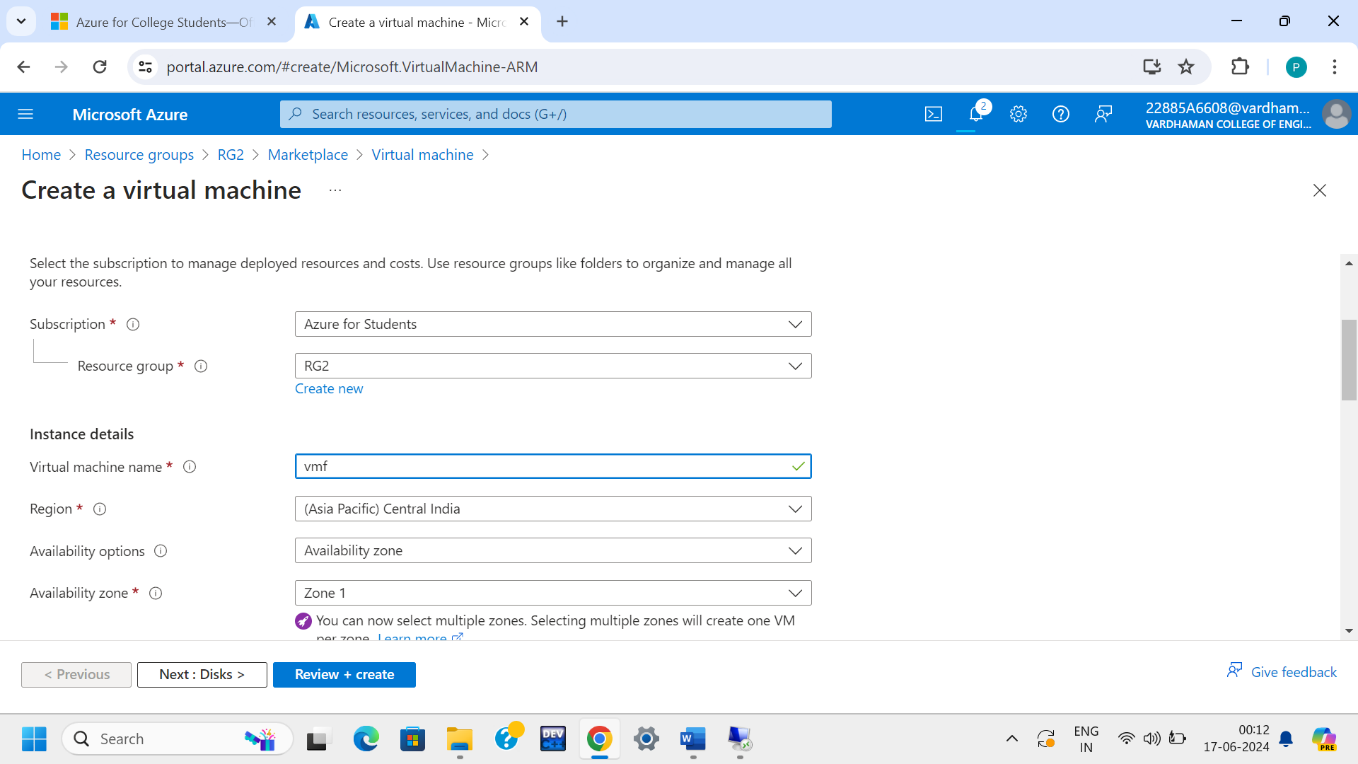 Azure for College Students—Of
Create a virtual machine - Micro
portal.azure.com/#create/Microsoft.VirtualMachine-ARM
P
Microsoft Azure
Search resources, services, and docs (G+/)
2
22885A6608@vardham...
VARDHAMAN COLLEGE OF ENGI...
Home > Resource groups > RG2 > Marketplace > Virtual machine >
Create a virtual machine ...
Select the subscription to manage deployed resources and costs. Use resource groups like folders to organize and manage all
your resources.
Subscription *
Azure for Students
Resource group *
RG2
Create new
Instance details
Virtual machine name *
vmf
Region *
(Asia Pacific) Central India
Availability options
Availability zone
Availability zone *
Zone 1
You can now select multiple zones. Selecting multiple zones will create one VM
per zone. Learn more
< Previous
Next : Disks >
Review + create
Give feedback
Search
DEV
ENG
IN
00:12
17-06-2024
PRE